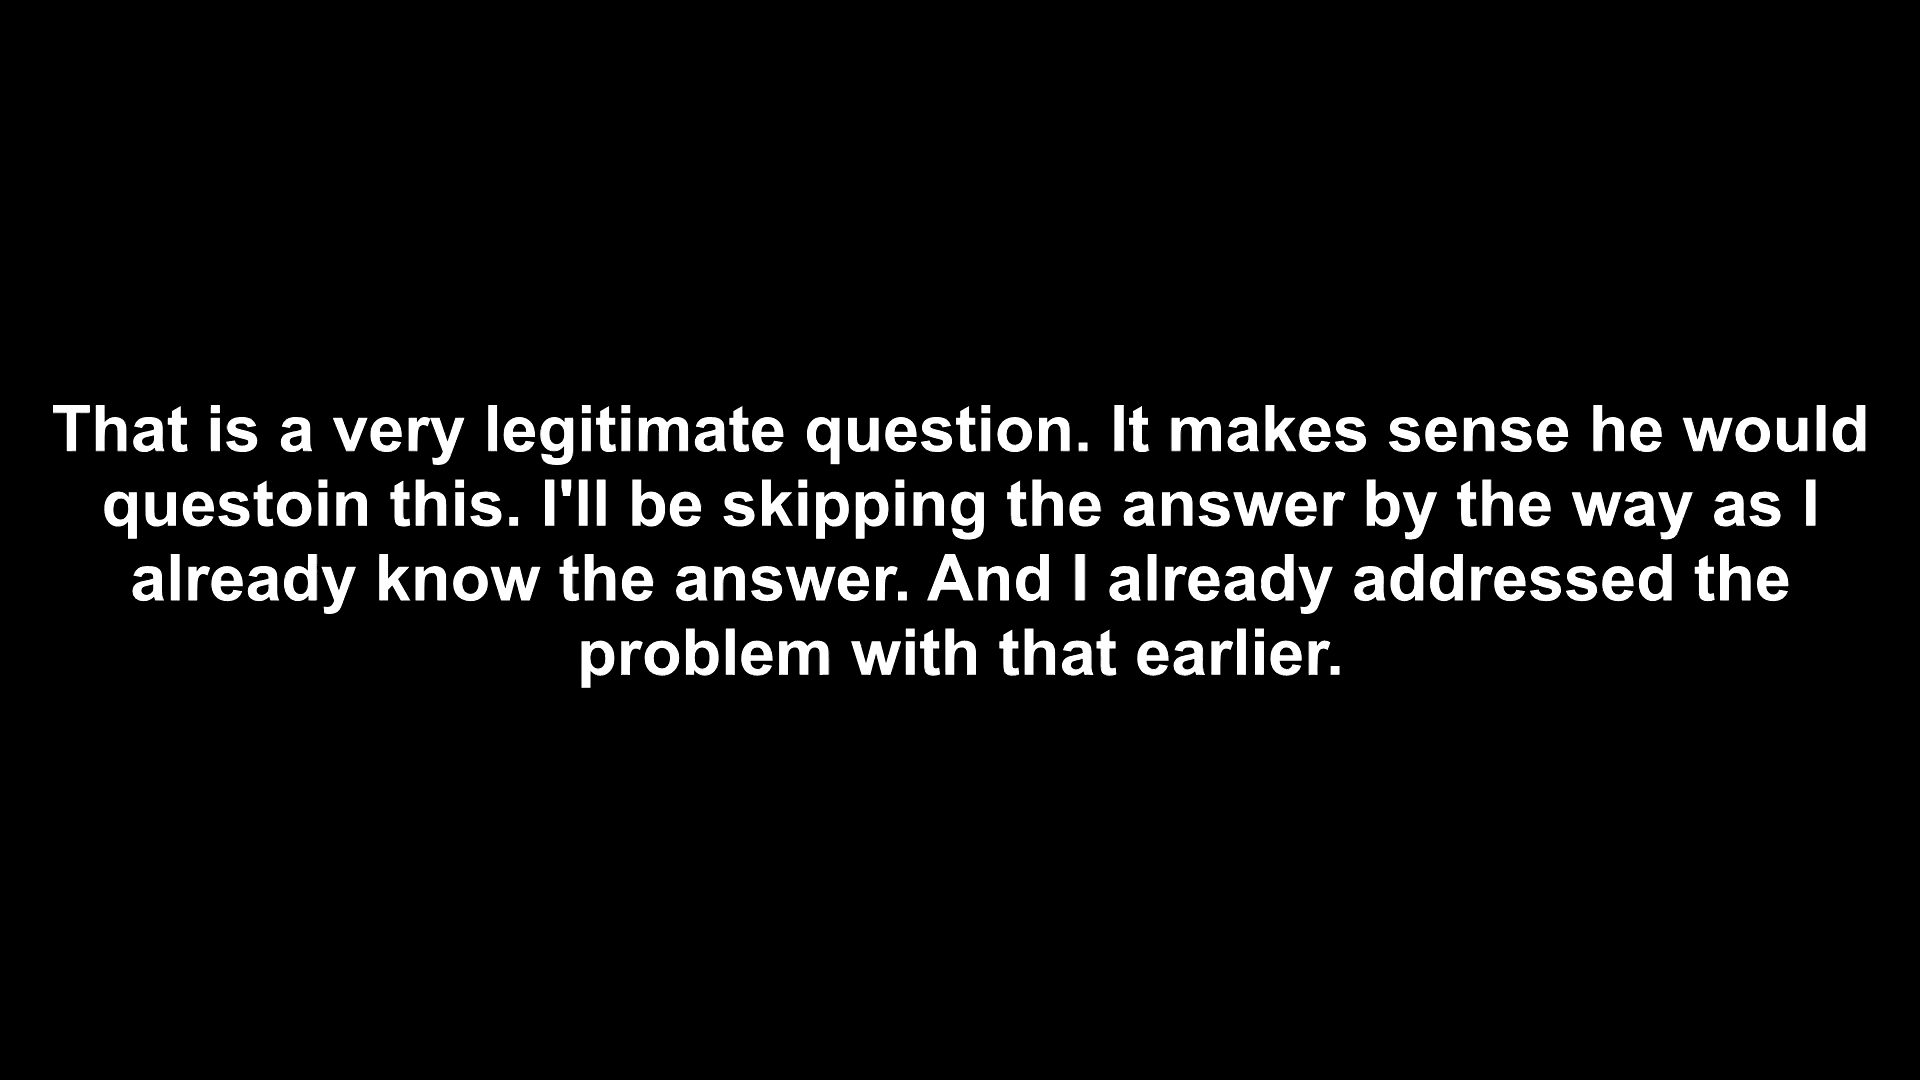 That is a very legitimate question. It makes sense he would
questoin this. I'll be skipping the answer by the way as I
already know the answer. And I already addressed the
problem with that earlier.